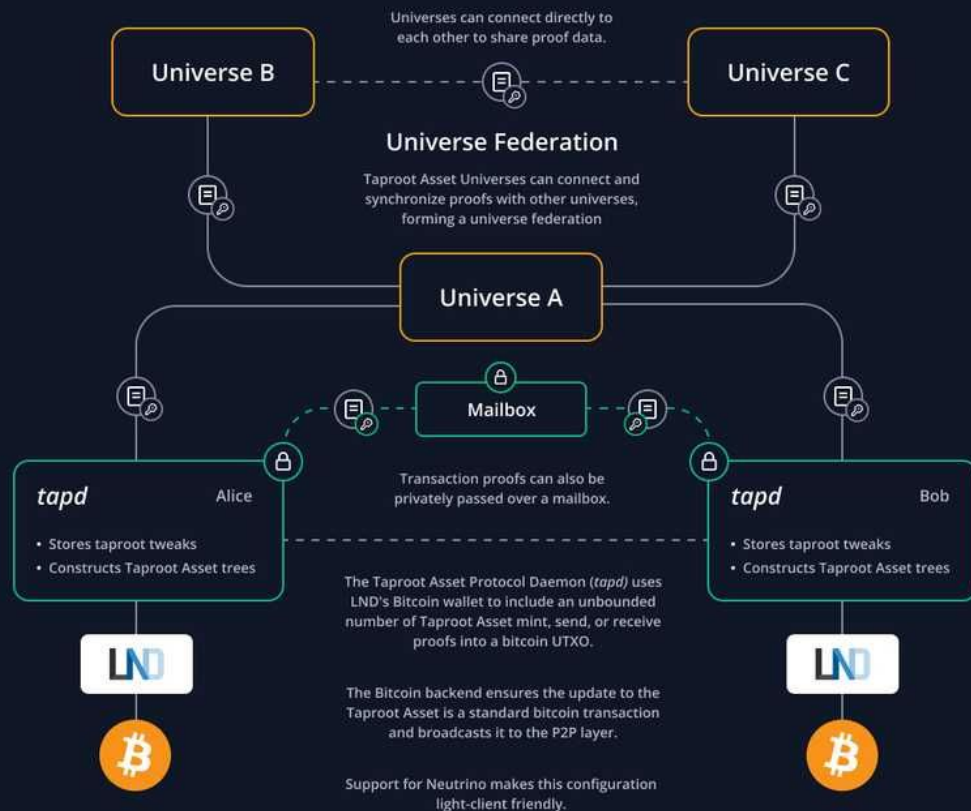 Universes can connect directly to
each other to share proof data.
Universe B
Universe C
Universe Federation
Taproot Asset Universes can connect and
synchronize proofs with other universes,
forming a universe federation
Universe A
Mailbox
Transaction proofs can also be
privately passed over a mailbox.
tapd
Alice
• Stores taproot tweaks
• Constructs Taproot Asset trees
tapd
Bob
• Stores taproot tweaks
• Constructs Taproot Asset trees
The Taproot Asset Protocol Daemon (tapd) uses
LND's Bitcoin wallet to include an unbounded
number of Taproot Asset mint, send, or receive
proofs into a bitcoin UTXO.
LND
LND
The Bitcoin backend ensures the update to the
Taproot Asset is a standard bitcoin transaction
and broadcasts it to the P2P layer.
Support for Neutrino makes this configuration
light-client friendly.